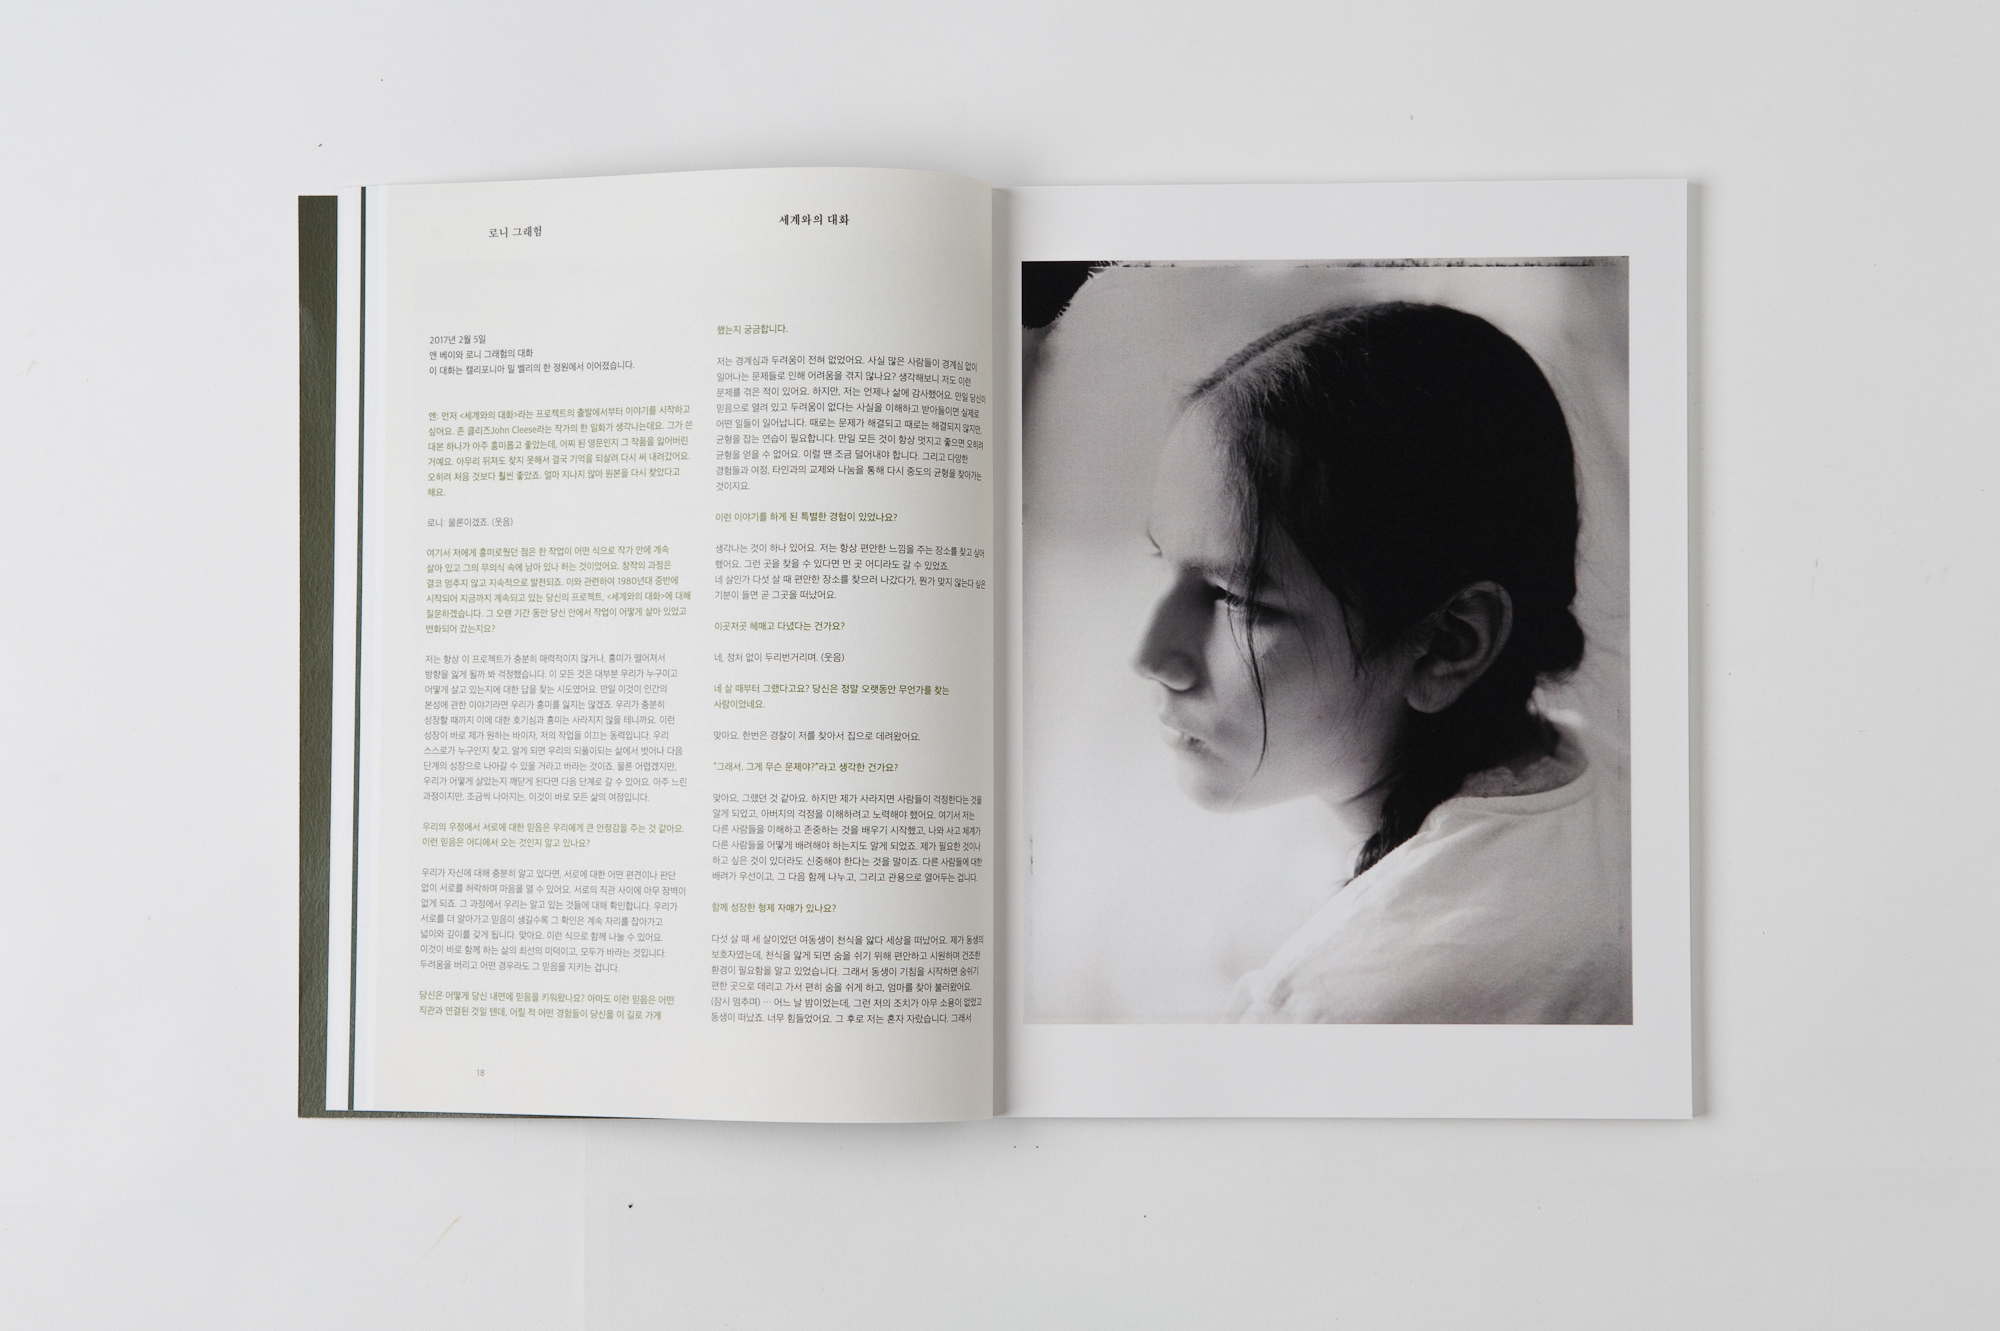 로니 그래험
세계와의 대화
2017년 2월 5일
앤 베이와 로니 그래험의 대화
이 대화는 캘리포니아 밀 밸리의 한 정원에서 이어졌습니다.
앤: 먼저 <세계와의 대화>라는 프로젝트의 출발에서부터 이야기를 시작하고
싶어요. 존 클리즈John Cleese라는 작가의 한 일화가 생각나는데요. 그가 쓴
대본 하나가 아주 흥미롭고 좋았는데, 어찌 된 영문인지 그 작품을 잃어버린
거예요. 아무리 뒤져도 찾지 못해서 결국 기억을 되살려 다시 써 내려갔어요.
오히려 처음 것보다 훨씬 좋았죠. 얼마 지나지 않아 원본을 다시 찾았다고
해요.
로니: 물론이겠죠. (웃음)
여기서 저에게 흥미로웠던 점은 한 작업이 어떤 식으로 작가 안에 계속
살아 있고 그의 무의식 속에 남아 있나 하는 것이었어요. 창작의 과정은
결코 멈추지 않고 지속적으로 발전되죠. 이와 관련하여 1980년대 중반에
시작되어 지금까지 계속되고 있는 당신의 프로젝트, <세계와의 대화>에 대해
질문하겠습니다. 그 오랜 기간 동안 당신 안에서 작업이 어떻게 살아 있었고
변화되어 갔는지요?
저는 항상 이 프로젝트가 충분히 매력적이지 않거나, 흥미가 떨어져서
방향을 잃게 될까 봐 걱정했습니다. 이 모든 것은 대부분 우리가 누구이고
어떻게 살고 있는지에 대한 답을 찾는 시도였어요. 만일 이것이 인간의
본성에 관한 이야기라면 우리가 흥미를 잃지는 않겠죠. 우리가 충분히
성장할 때까지 이에 대한 호기심과 흥미는 사라지지 않을 테니까요. 이런
성장이 바로 제가 원하는 바이자, 저의 작업을 이끄는 동력입니다. 우리
스스로가 누구인지 찾고, 알게 되면 우리의 되풀이되는 삶에서 벗어나 다음
단계의 성장으로 나아갈 수 있을 거라고 바라는 것이죠. 물론 어렵겠지만,
우리가 어떻게 살았는지 깨닫게 된다면 다음 단계로 갈 수 있어요. 아주 느린
과정이지만, 조금씩 나아지는, 이것이 바로 모든 삶의 여정입니다.
우리의 우정에서 서로에 대한 믿음은 우리에게 큰 안정감을 주는 것 같아요.
이런 믿음은 어디에서 오는 것인지 알고 있나요?
우리가 자신에 대해 충분히 알고 있다면, 서로에 대한 어떤 편견이나 판단
없이 서로를 허락하며 마음을 열 수 있어요. 서로의 직관 사이에 아무 장벽이
없게 되죠. 그 과정에서 우리는 알고 있는 것들에 대해 확인합니다. 우리가
서로를 더 알아가고 믿음이 생길수록 그 확인은 계속 자리를 잡아가고
넓이와 깊이를 갖게 됩니다. 맞아요. 이런 식으로 함께 나눌 수 있어요.
이것이 바로 함께 하는 삶의 최선의 미덕이고, 모두가 바라는 것입니다.
두려움을 버리고 어떤 경우라도 그 믿음을 지키는 겁니다.
당신은 어떻게 당신 내면에 믿음을 키워왔나요? 아마도 이런 믿음은 어떤
직관과 연결된 것일 텐데, 어릴 적 어떤 경험들이 당신을 이 길로 가게
18
했는지 궁금합니다.
저는 경계심과 두려움이 전혀 없었어요. 사실 많은 사람들이 경계심 없이
일어나는 문제들로 인해 어려움을 겪지 않나요? 생각해보니 저도 이런
문제를 겪은 적이 있어요. 하지만, 저는 언제나 삶에 감사했어요. 만일 당신이
믿음으로 열려 있고 두려움이 없다는 사실을 이해하고 받아들이면 실제로
어떤 일들이 일어납니다. 때로는 문제가 해결되고 때로는 해결되지 않지만,
균형을 잡는 연습이 필요합니다. 만일 모든 것이 항상 멋지고 좋으면 오히려
균형을 얻을 수 없어요. 이럴 땐 조금 덜어내야 합니다. 그리고 다양한
경험들과 여정, 타인과의 교제와 나눔을 통해 다시 중도의 균형을 찾아가는
것이지요.
이런 이야기를 하게 된 특별한 경험이 있었나요?
생각나는 것이 하나 있어요. 저는 항상 편안한 느낌을 주는 장소를 찾고 싶어
했어요. 그런 곳을 찾을 수 있다면 먼 곳 어디라도 갈 수 있었죠.
네 살인가 다섯 살 때 편안한 장소를 찾으러 나갔다가, 뭔가 맞지 않는다 싶은
기분이 들면 곧 그곳을 떠났어요.
이곳저곳 헤매고 다녔다는 건가요?
네, 정처 없이 두리번거리며. (웃음)
네 살 때부터 그랬다고요? 당신은 정말 오랫동안 무언가를 찾는
사람이었네요.
맞아요. 한번은 경찰이 저를 찾아서 집으로 데려왔어요.
"그래서, 그게 무슨 문제야?"라고 생각한 건가요?
맞아요, 그랬던 것 같아요. 하지만 제가 사라지면 사람들이 걱정한다는 것을
알게 되었고, 아버지의 걱정을 이해하려고 노력해야 했어요. 여기서 저는
다른 사람들을 이해하고 존중하는 것을 배우기 시작했고, 나와 사고 체계가
다른 사람들을 어떻게 배려해야 하는지도 알게 되었죠. 제가 필요한 것이나
하고 싶은 것이 있더라도 신중해야 한다는 것을 말이죠. 다른 사람들에 대한
배려가 우선이고, 그 다음 함께 나누고, 그리고 관용으로 열어두는 겁니다.
함께 성장한 형제 자매가 있나요?
다섯 살 때 세 살이었던 여동생이 천식을 앓다 세상을 떠났어요. 제가 동생의
보호자였는데, 천식을 앓게 되면 숨을 쉬기 위해 편안하고 시원하며 건조한
환경이 필요함을 알고 있었습니다. 그래서 동생이 기침을 시작하면 숨쉬기
편한 곳으로 데리고 가서 편히 숨을 쉬게 하고, 엄마를 찾아 불러왔어요.
(잠시 멈추며) … 어느 날 밤이었는데, 그런 저의 조치가 아무 소용이 없었고
동생이 떠났죠. 너무 힘들었어요. 그 후로 저는 혼자 자랐습니다. 그래서